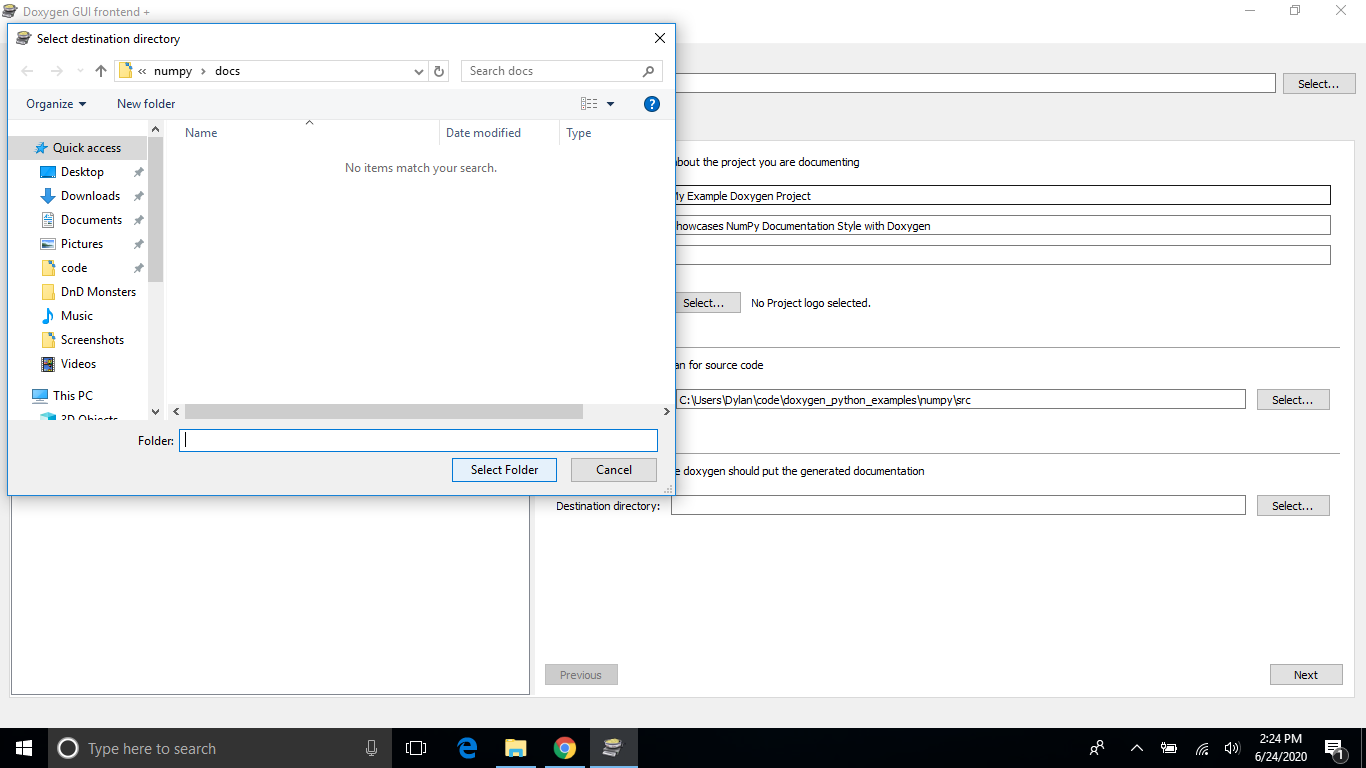 Doxygen GUI frontend +
Select destination directory
« numpy › docs
Search docs
Select...
Organize
New folder
?
Name
Date modified
Type
No items match your search.
Quick access
Desktop
Downloads
Documents
Pictures
code
DnD Monsters
Music
Screenshots
Videos
This PC
3D Objects
Folder:
Select Folder
Cancel
about the project you are documenting
My Example Doxygen Project
howcases NumPy Documentation Style with Doxygen
Select...
No Project logo selected.
an for source code
C:\Users\Dylan\code\doxygen_python_examples\numpy\src
Select...
e doxygen should put the generated documentation
Destination directory:
Select...
Previous
Next
Type here to search
2:24 PM
6/24/2020
1